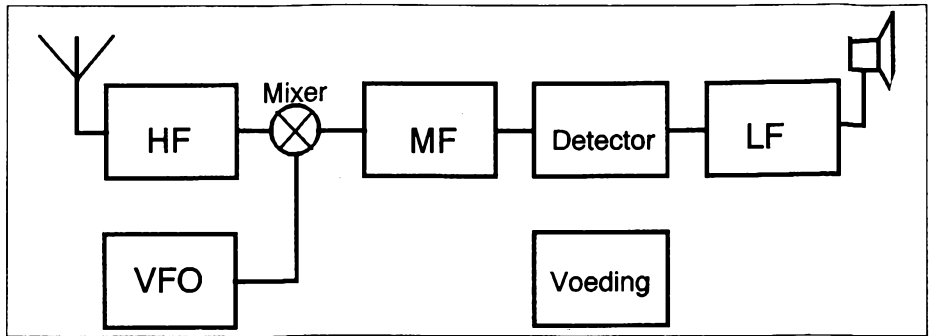 Mixer
HF
MF
Detector
LF
VFO
Voeding